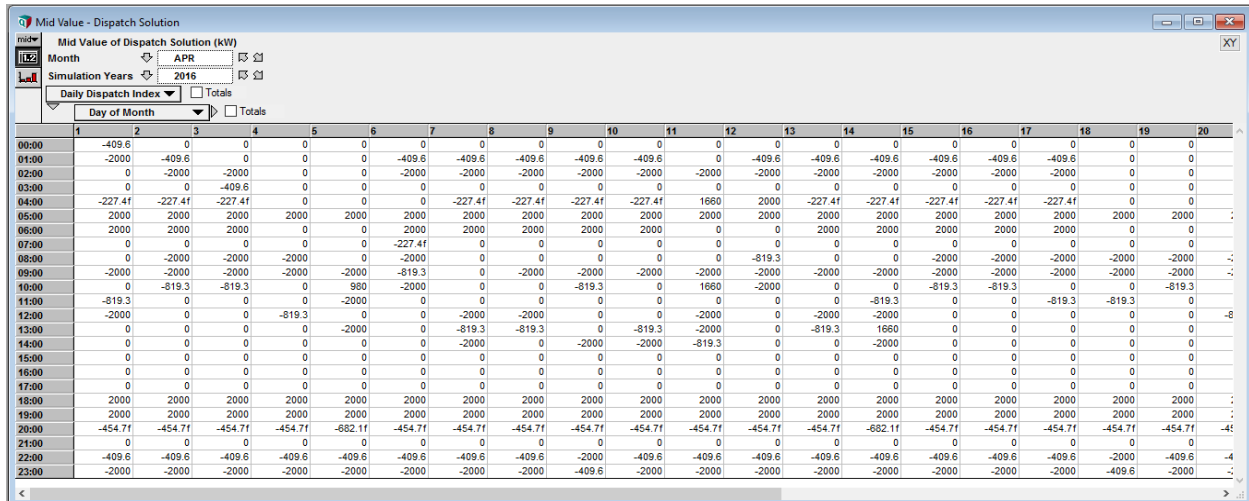 Mid Value - Dispatch Solution
mid
Mid Value of Dispatch Solution (kW)
XY
Month APR
Simulation Years 2016
Daily Dispatch Index Totals
Day of Month Totals
1 2 3 4 5 6 7 8 9 10 11 12 13 14 15 16 17 18 19 20
00:00 -409.6 0 0 0 0 0 0 0 0 0 0 0 0 0 0 0 0 0 0
01:00 -2000 -409.6 0 0 0 -409.6 -409.6 -409.6 -409.6 -409.6 0 -409.6 -409.6 -409.6 -409.6 -409.6 -409.6 0 0
02:00 0 -2000 -2000 0 0 -2000 -2000 -2000 -2000 -2000 -2000 -2000 -2000 -2000 -2000 -2000 -2000 0 0
03:00 0 0 -409.6 0 0 0 0 0 0 0 0 0 0 0 0 0 0 0 0
04:00 -227.4f -227.4f -227.4f 0 0 0 -227.4f -227.4f -227.4f -227.4f 1660 2000 -227.4f -227.4f -227.4f -227.4f -227.4f 0 0
05:00 2000 2000 2000 2000 2000 2000 2000 2000 2000 2000 2000 2000 2000 2000 2000 2000 2000 2000 2000
06:00 2000 2000 2000 0 0 2000 2000 2000 2000 2000 0 0 2000 2000 2000 2000 2000 2000 2000
07:00 0 0 0 0 0 -227.4f 0 0 0 0 0 0 0 0 0 0 0 0 0
08:00 0 -2000 -2000 -2000 0 -2000 0 0 0 0 0 -819.3 0 0 -2000 -2000 -2000 -2000 -2000
09:00 -2000 -2000 -2000 -2000 -2000 -819.3 0 -2000 -2000 -2000 -2000 -2000 -2000 -2000 -2000 -2000 -2000 -2000 -2000
10:00 0 -819.3 -819.3 0 980 -2000 0 0 -819.3 0 1660 -2000 0 0 -819.3 -819.3 0 0 -819.3
11:00 -819.3 0 0 0 -2000 0 0 0 0 0 0 0 0 -819.3 0 0 -819.3 -819.3 0
12:00 -2000 0 0 -819.3 0 0 -2000 -2000 0 0 -2000 0 -2000 -2000 0 0 0 0 0
13:00 0 0 0 0 -2000 0 -819.3 -819.3 0 -819.3 -2000 0 -819.3 1660 0 0 0 0 0
14:00 0 0 0 0 0 0 -2000 0 -2000 -2000 -819.3 0 0 -2000 0 0 0 0 0
15:00 0 0 0 0 0 0 0 0 0 0 0 0 0 0 0 0 0 0 0
16:00 0 0 0 0 0 0 0 0 0 0 0 0 0 0 0 0 0 0 0
17:00 0 0 0 0 0 0 0 0 0 0 0 0 0 0 0 0 0 0 0
18:00 2000 2000 2000 2000 2000 2000 2000 2000 2000 2000 2000 2000 2000 2000 2000 2000 2000 2000 2000
19:00 2000 2000 2000 2000 2000 2000 2000 2000 2000 2000 2000 2000 2000 2000 2000 2000 2000 2000 2000
20:00 -454.7f -454.7f -454.7f -454.7f -682.1f -454.7f -454.7f -454.7f -454.7f -454.7f -454.7f -454.7f -454.7f -682.1f -454.7f -454.7f -454.7f -454.7f -454.7f
21:00 0 0 0 0 0 0 0 0 0 0 0 0 0 0 0 0 0 0 0
22:00 -409.6 -409.6 -409.6 -409.6 -409.6 -409.6 -409.6 -409.6 -2000 -409.6 -409.6 -409.6 -409.6 -409.6 -409.6 -409.6 -409.6 -2000 -409.6
23:00 -2000 -2000 -2000 -2000 -2000 -2000 -2000 -2000 -409.6 -2000 -2000 -2000 -2000 -2000 -2000 -2000 -2000 -409.6 -2000